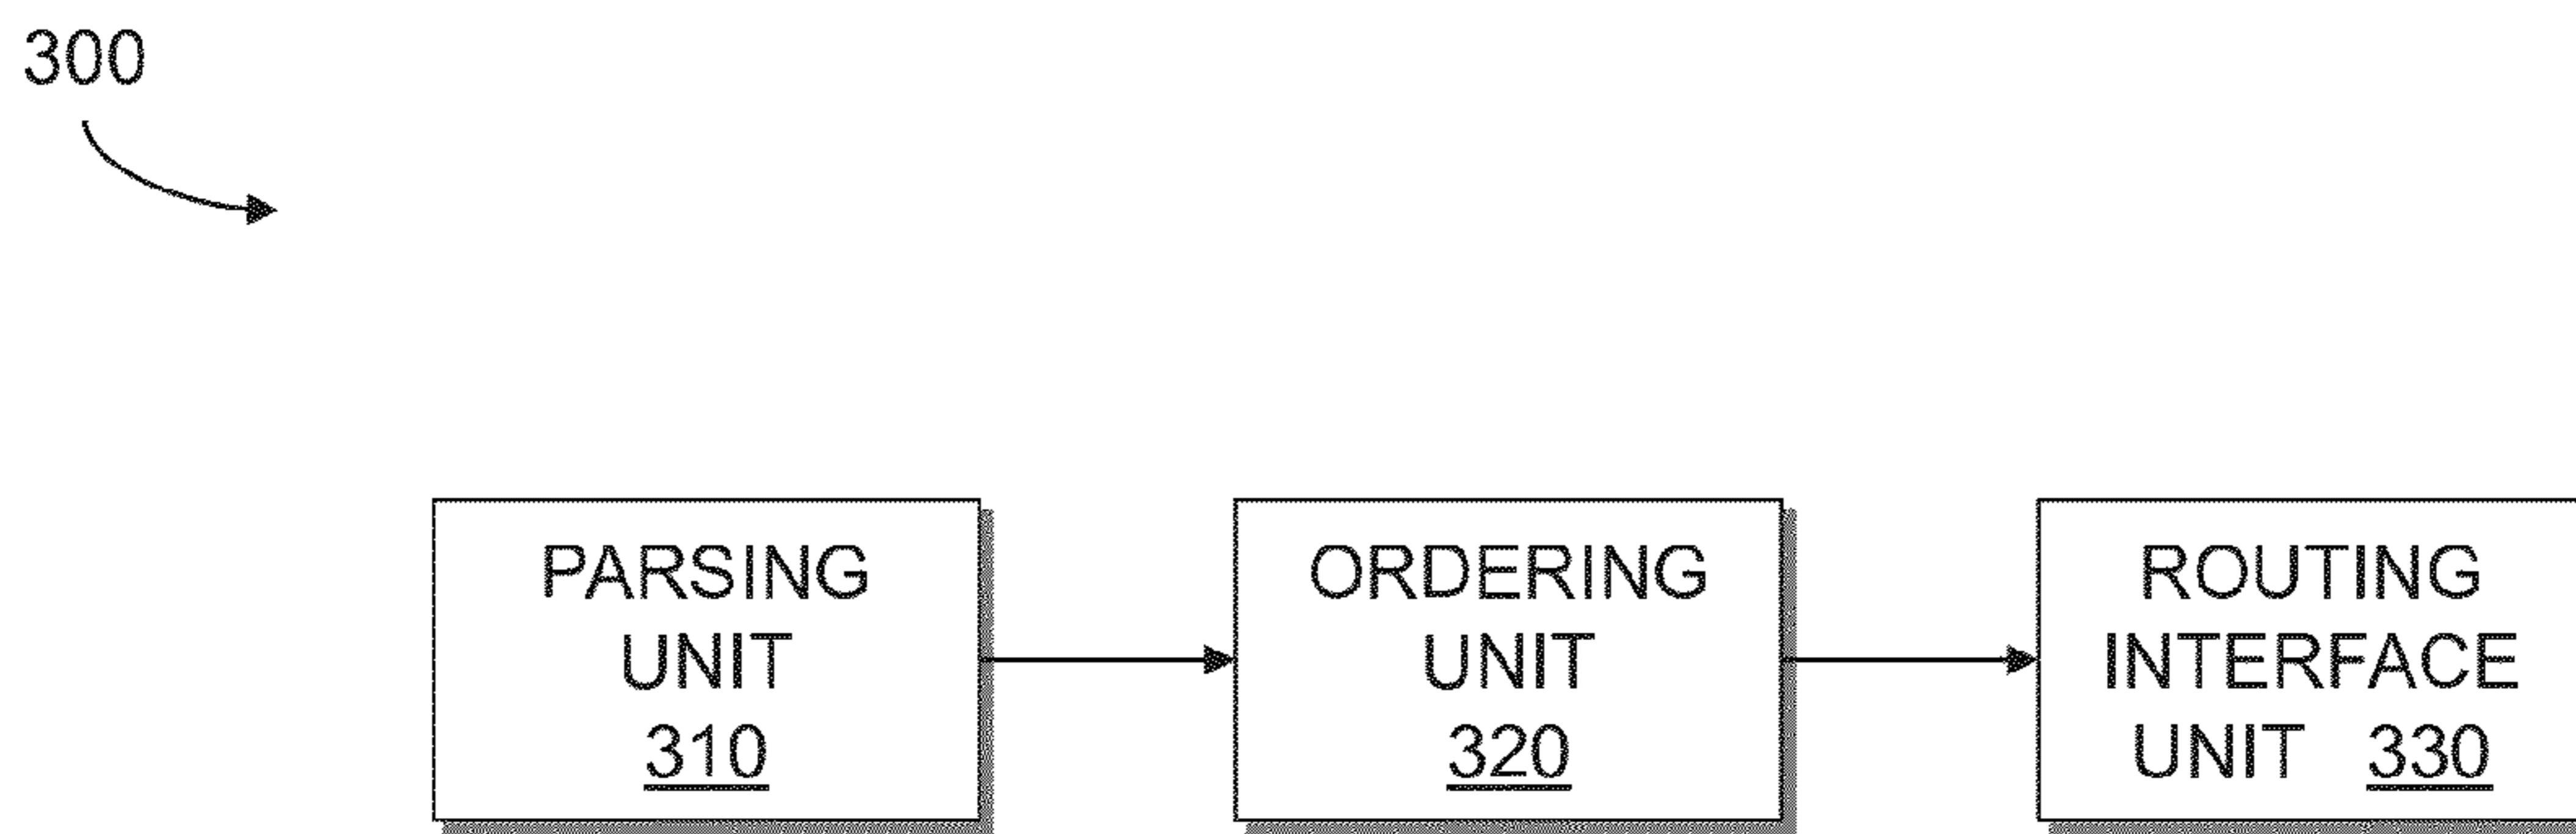 300
PARSING
UNIT
310
ORDERING
UNIT
320
ROUTING
INTERFACE
UNIT 330